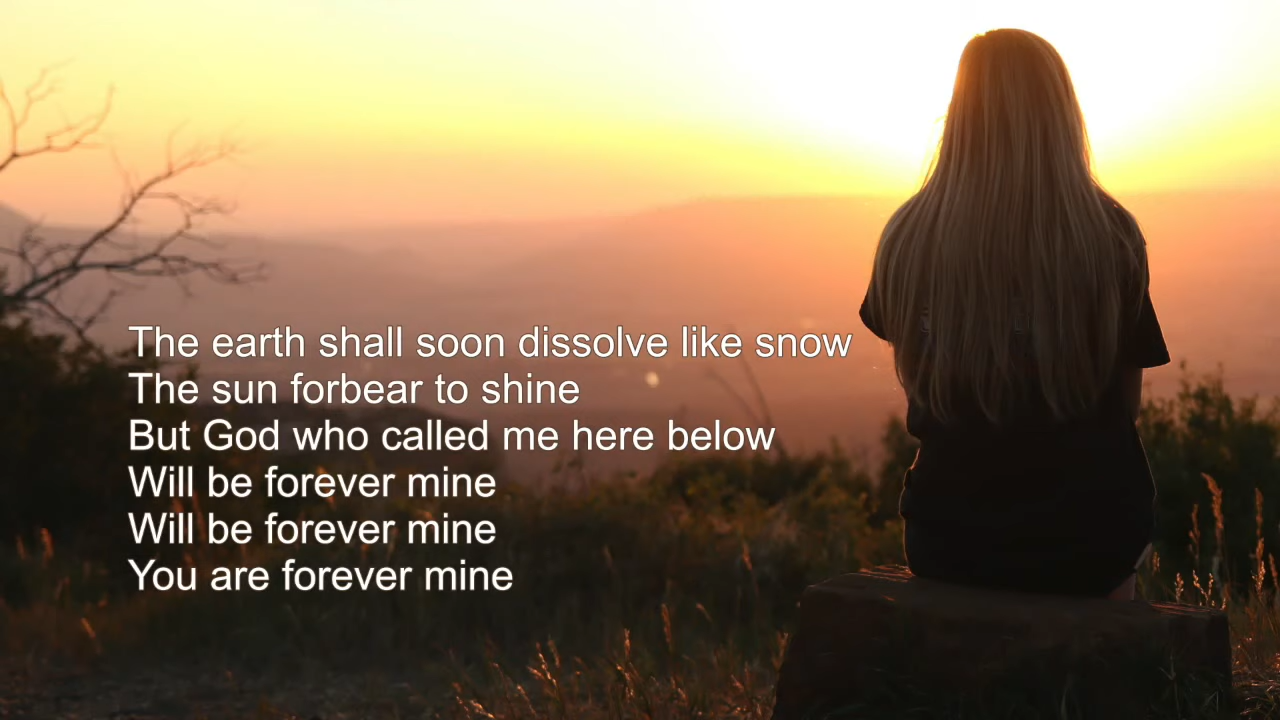 The earth shall soon dissolve like snow
The sun forbear to shine
But God who called me here below
Will be forever mine
Will be forever mine
You are forever mine